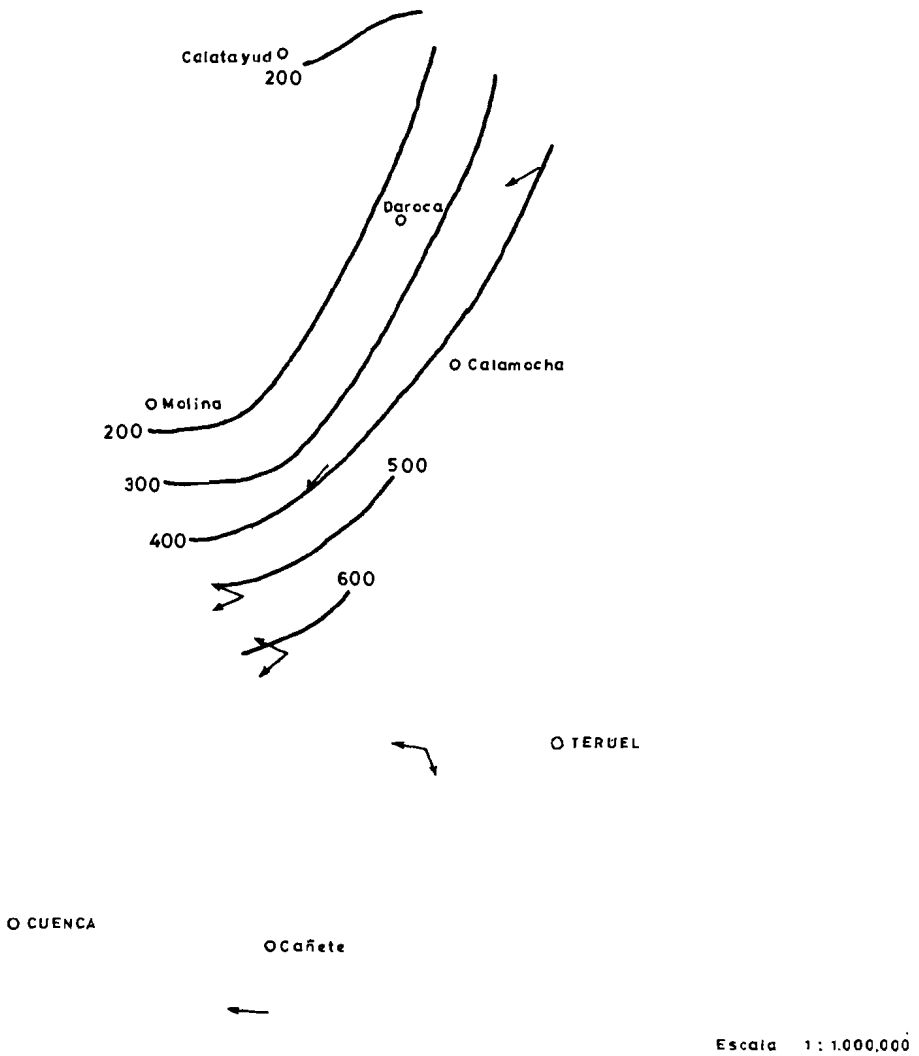 Calatayud
200
Daroca
Calamocha
Molina
200
500
300
400
600
TERUEL
CUENCA
Cañete
Escala 1:1.000,000